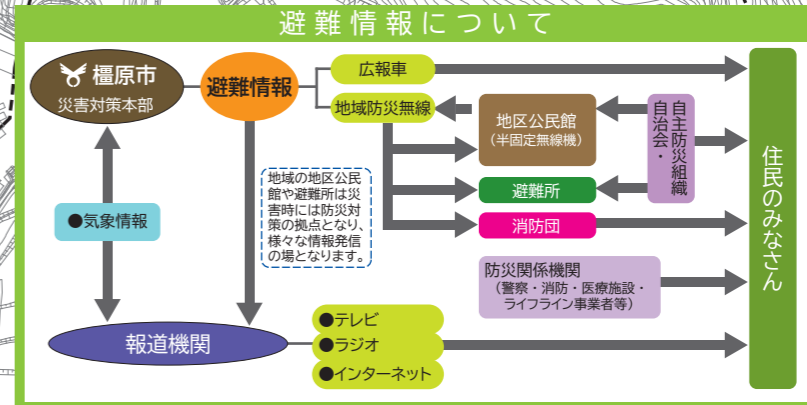 避難情報について
橿原市
災害対策本部
避難情報
広報車
地域防災無線
地区公民館
（半固定無線機）
自主防災組織
自治会・
避難所
消防団
地域の地区公民
館や避難所は災
害時には防災対
策の拠点となり、
様々な情報発信
の場となります。
●気象情報
防災関係機関
（警察・消防・医療施設・
ライフライン事業者等）
報道機関
●テレビ
●ラジオ
●インターネット
住民のみなさん